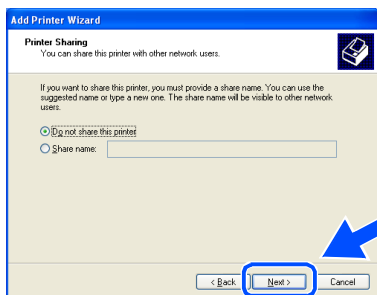 Add Printer Wizard
Printer Sharing
You can share this printer with other network users.
If you want to share this printer, you must provide a share name. You can use the
suggested name or type a new one. The share name will be visible to other network
users.
Do not share this printer
Share name:
< Back Next > Cancel